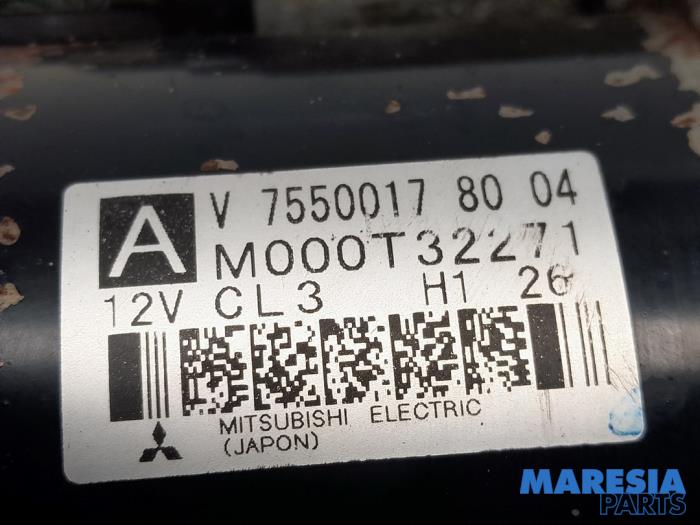 A
V 7550017 80 04
M000T32271
12V CL3 H1 26
MITSUBISHI ELECTRIC
(JAPON)
MARESIA
PARTS